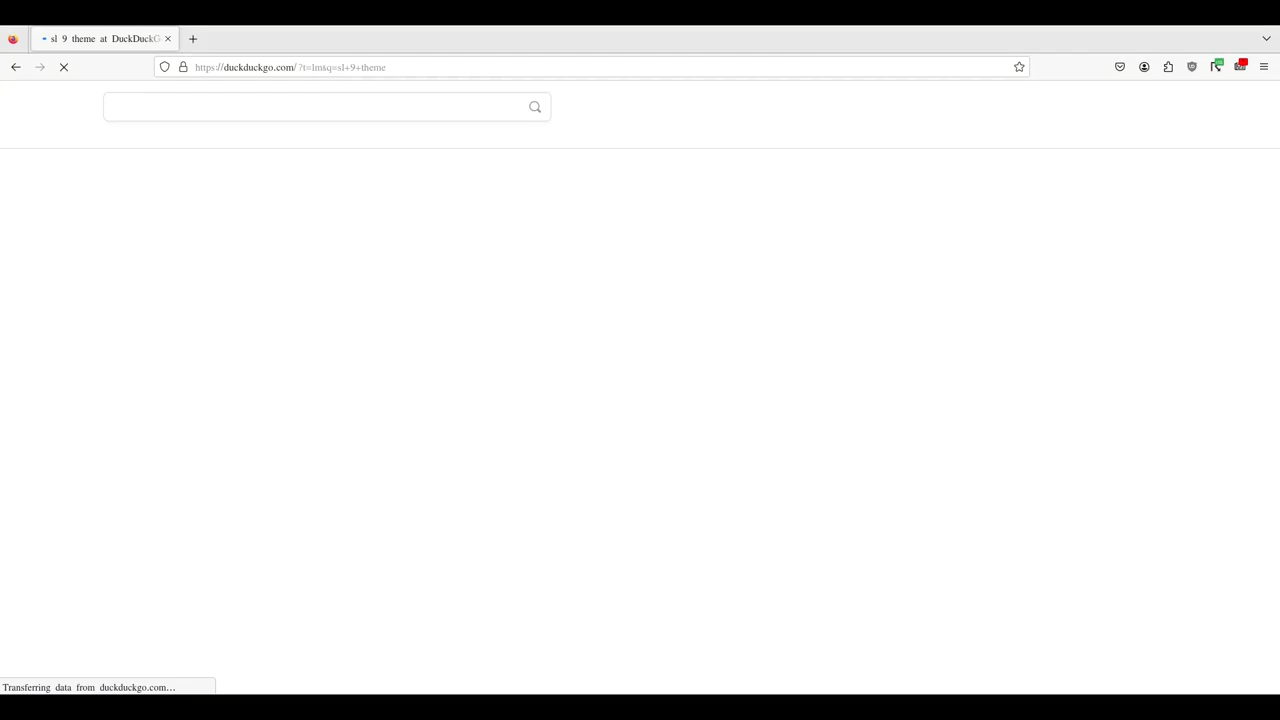 sl 9 theme at DuckDuckG
https://duckduckgo.com/?t=lm&q=sl+9+theme
Transferring data from duckduckgo.com…